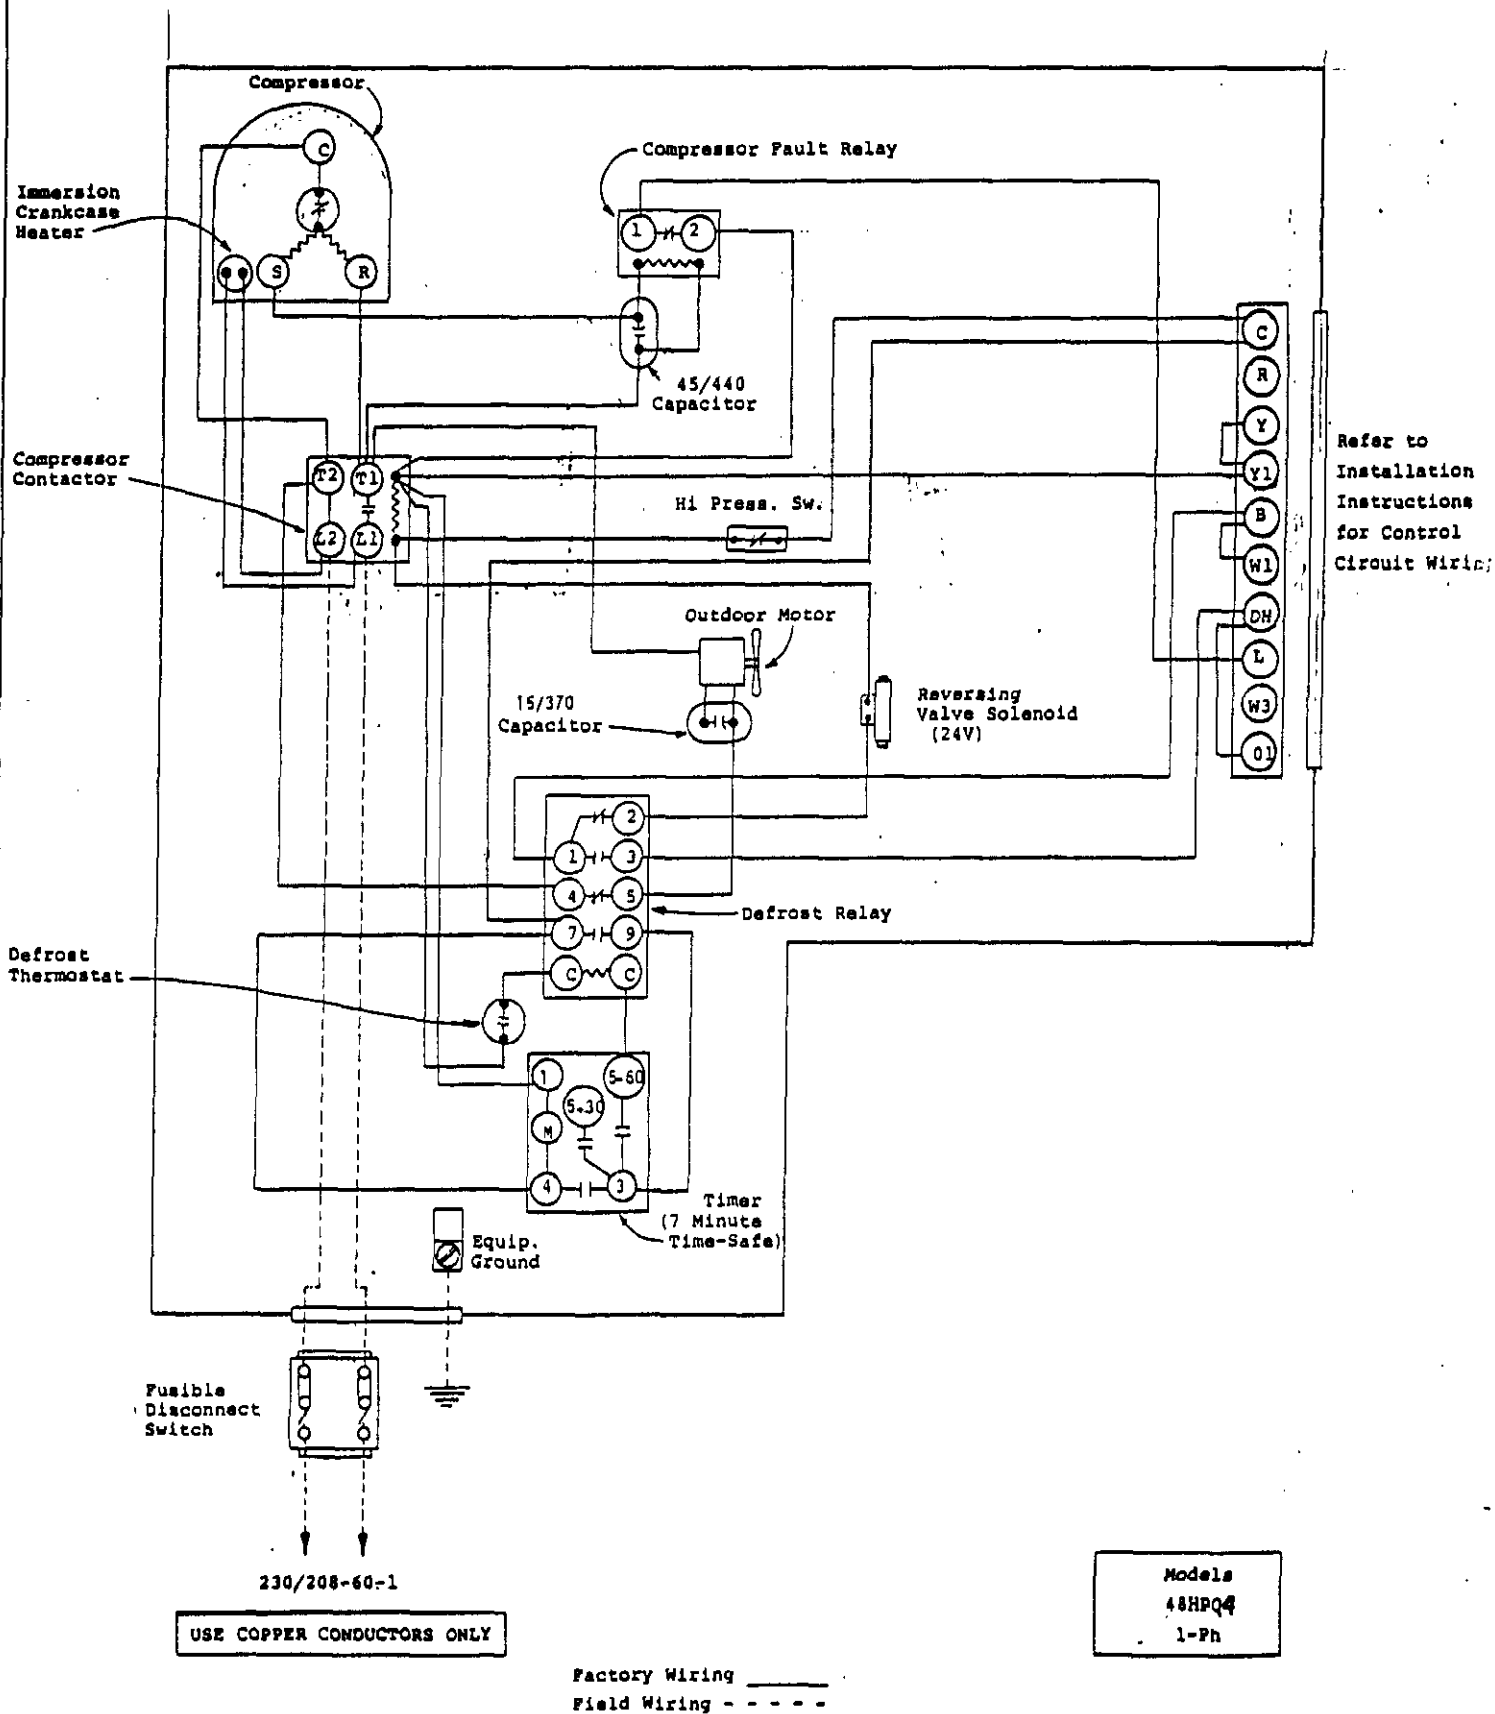 Compressor
C
S
R
Immersion
Crankcase
Heater
Compressor Fault Relay
1
2
45/440
Capacitor
C
R
Y
Y1
B
W1
DH
L
W3
O1
Refer to
Installation
Instructions
for Control
Circuit Wiring
Compressor
Contactor
T2
T1
L2
L1
Hi Press. Sw.
Outdoor Motor
15/370
Capacitor
Reversing
Valve Solenoid
(24V)
2
1
3
4
5
7
9
C
C
Defrost Relay
Defrost
Thermostat
1
5-60
5-30
M
4
3
Timer
(7 Minute
Time-Safe)
Equip.
Ground
Fusible
Disconnect
Switch
230/208-60-1
USE COPPER CONDUCTORS ONLY
Models
48HPQ4
1-Ph
Factory Wiring
Field Wiring